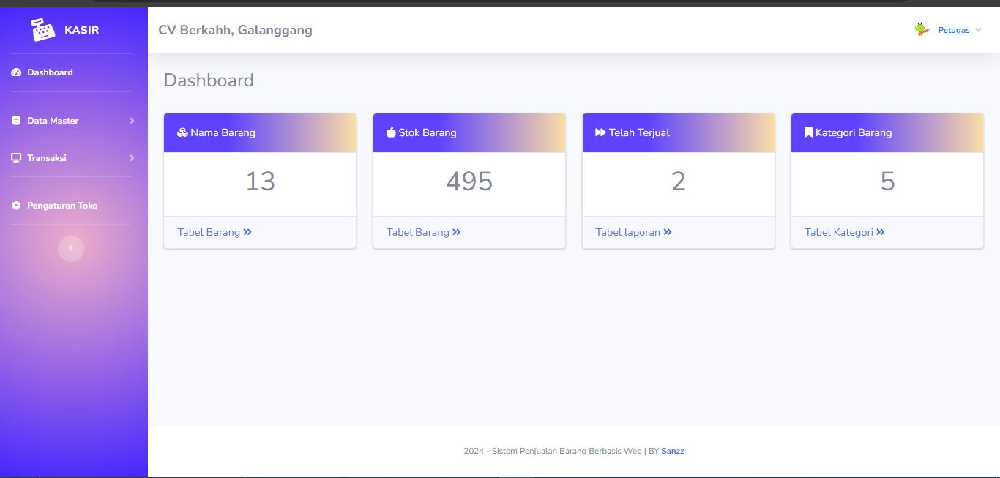 KASIR
CV Berkahh, Galanggang
Petugas
Dashboard
Data Master
Transaksi
Pengaturan Toko
Dashboard
Nama Barang
13
Tabel Barang
Stok Barang
495
Tabel Barang
Telah Terjual
2
Tabel laporan
Kategori Barang
5
Tabel Kategori
2024 - Sistem Penjualan Barang Berbasis Web | BY Sanzz